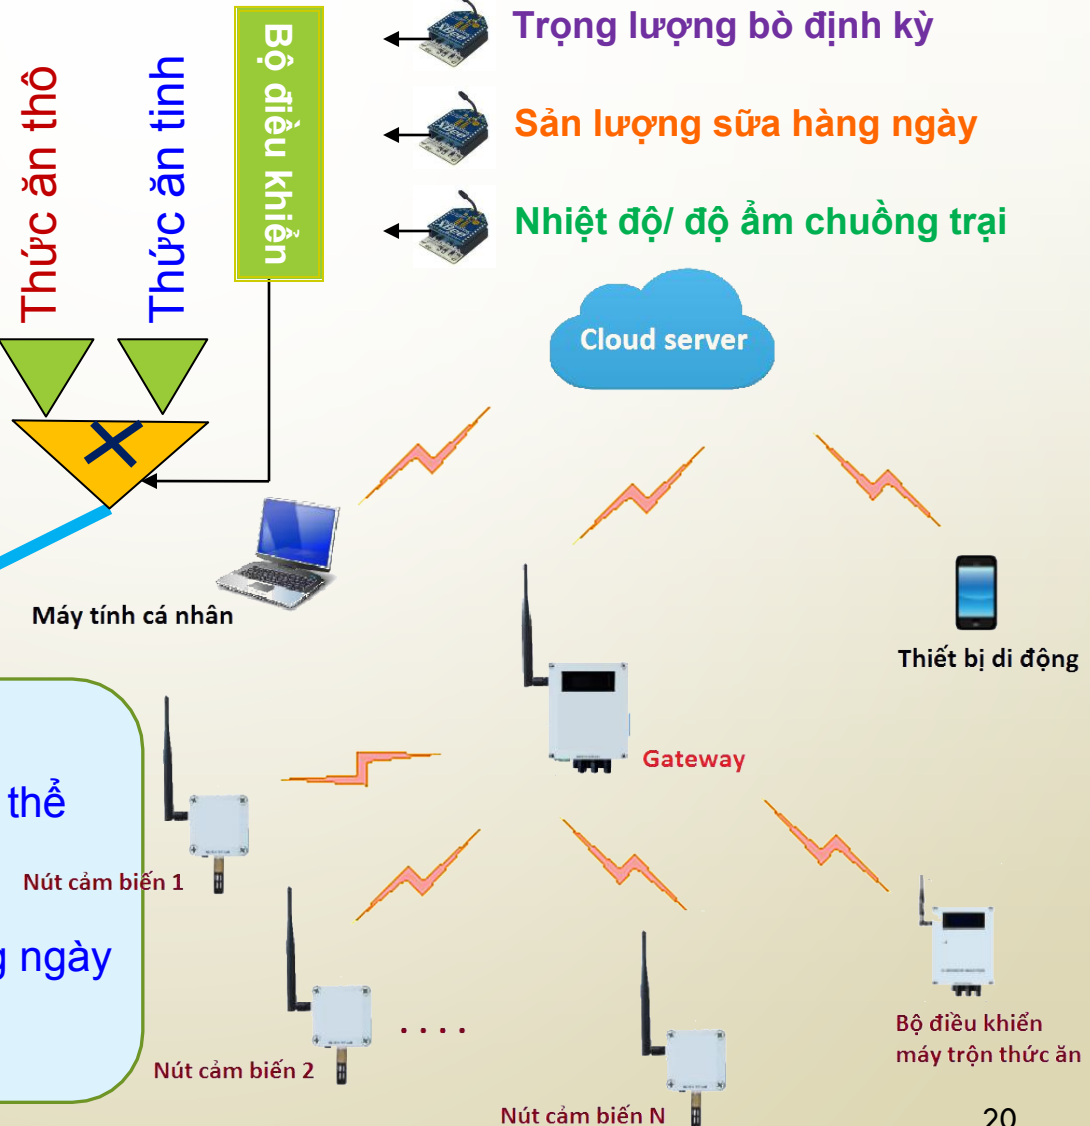 Thức ăn thô
Thức ăn tinh
Bộ điều khiển
Trọng lượng bò định kỳ
Sản lượng sữa hàng ngày
Nhiệt độ/ độ ẩm chuồng trại
Cloud server
Máy tính cá nhân
Thiết bị di động
Gateway
thể
Nút cảm biến 1
ngày
Nút cảm biến 2
. . . .
Bộ điều khiển
máy trộn thức ăn
Nút cảm biến N
20